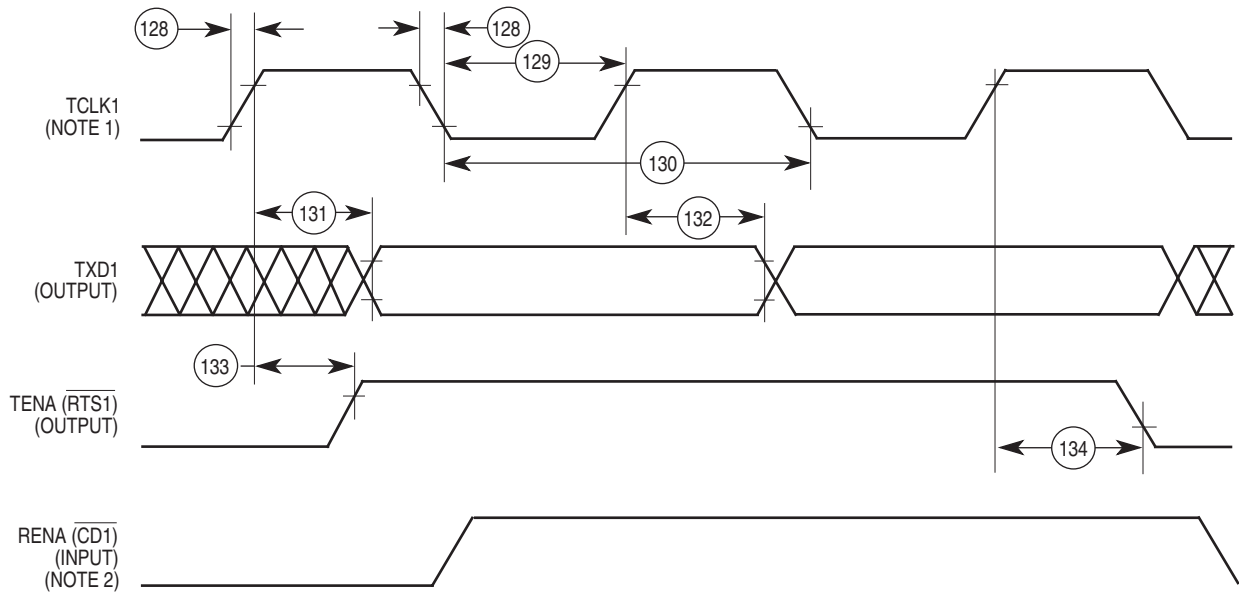 128
128
129
TCLK1
(NOTE 1)
130
131
132
TXD1
(OUTPUT)
133
TENA (RTS1)
(OUTPUT)
134
RENA (CD1)
(INPUT)
(NOTE 2)